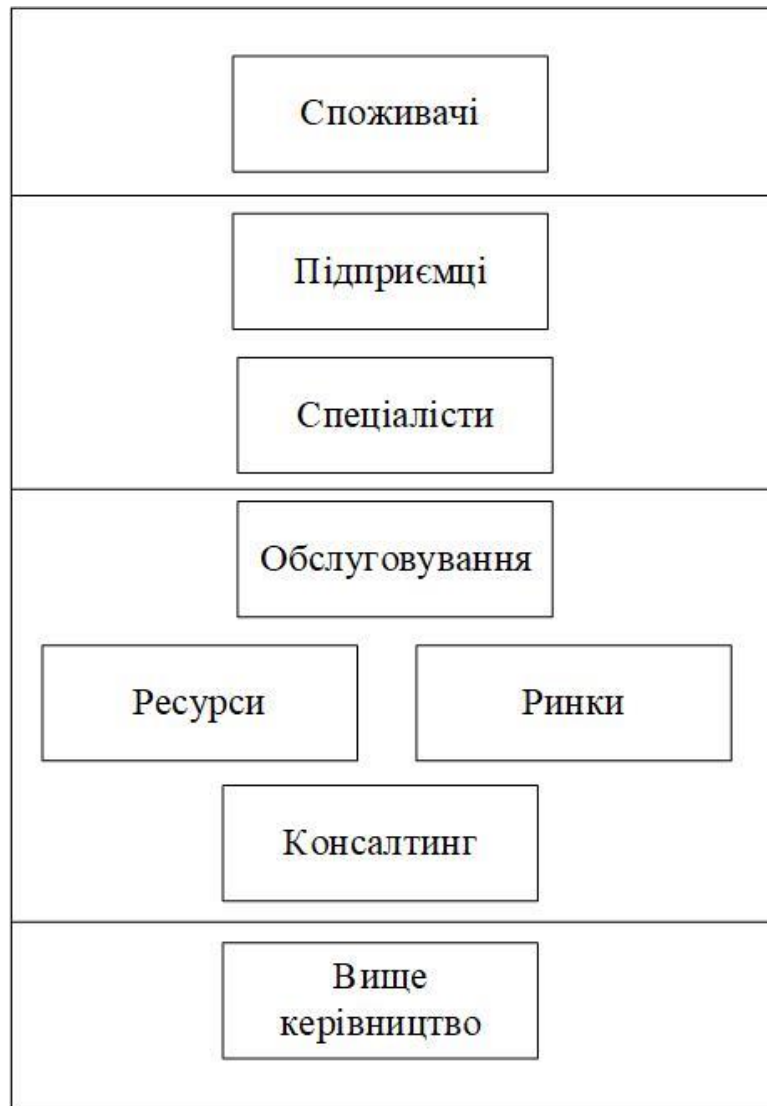 Споживачі
Підприємці
Спеціалісти
Обслуговування
Ресурси
Ринки
Консалтинг
Вище
керівництво